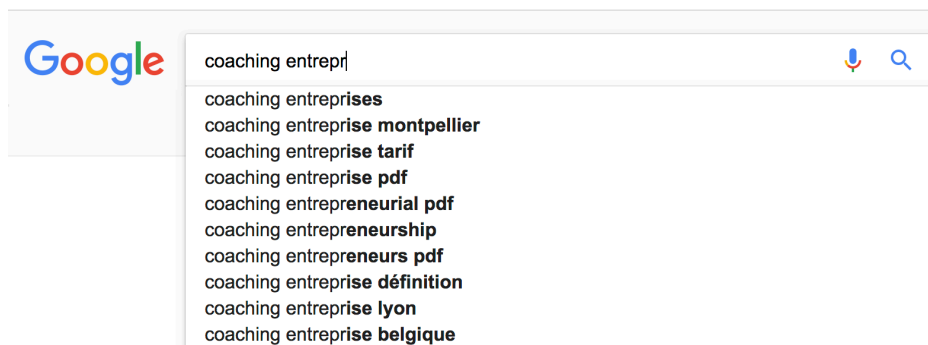 Google
coaching entrepr
coaching entreprises
coaching entreprise montpellier
coaching entreprise tarif
coaching entreprise pdf
coaching entrepreneurial pdf
coaching entrepreneurship
coaching entrepreneurs pdf
coaching entreprise définition
coaching entreprise lyon
coaching entreprise belgique